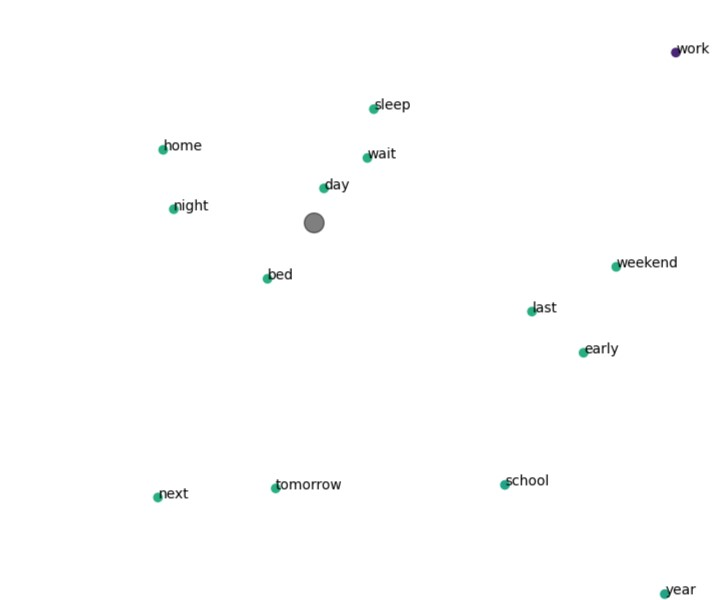 work
sleep
home
wait
day
night
weekend
bed
last
early
school
tomorrow
next
year